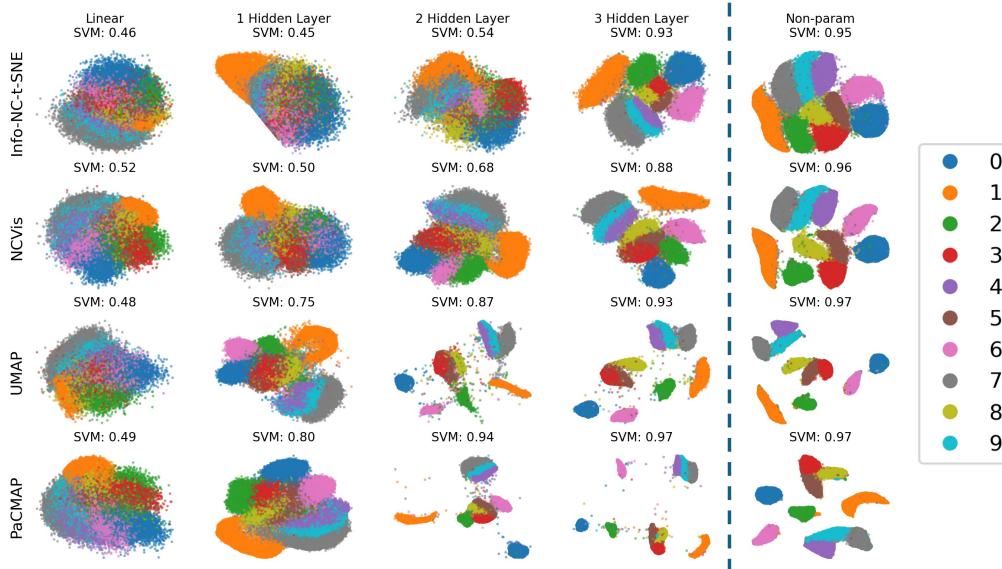 Linear
SVM: 0.46
1 Hidden Layer
SVM: 0.45
2 Hidden Layer
SVM: 0.54
3 Hidden Layer
SVM: 0.93
Non-param
SVM: 0.95
Info-NC-t-SNE
SVM: 0.52
SVM: 0.50
SVM: 0.68
SVM: 0.88
SVM: 0.96
NCVis
SVM: 0.48
SVM: 0.75
SVM: 0.87
SVM: 0.93
SVM: 0.97
UMAP
SVM: 0.49
SVM: 0.80
SVM: 0.94
SVM: 0.97
SVM: 0.97
PaCMAP
0
1
2
3
4
5
6
7
8
9